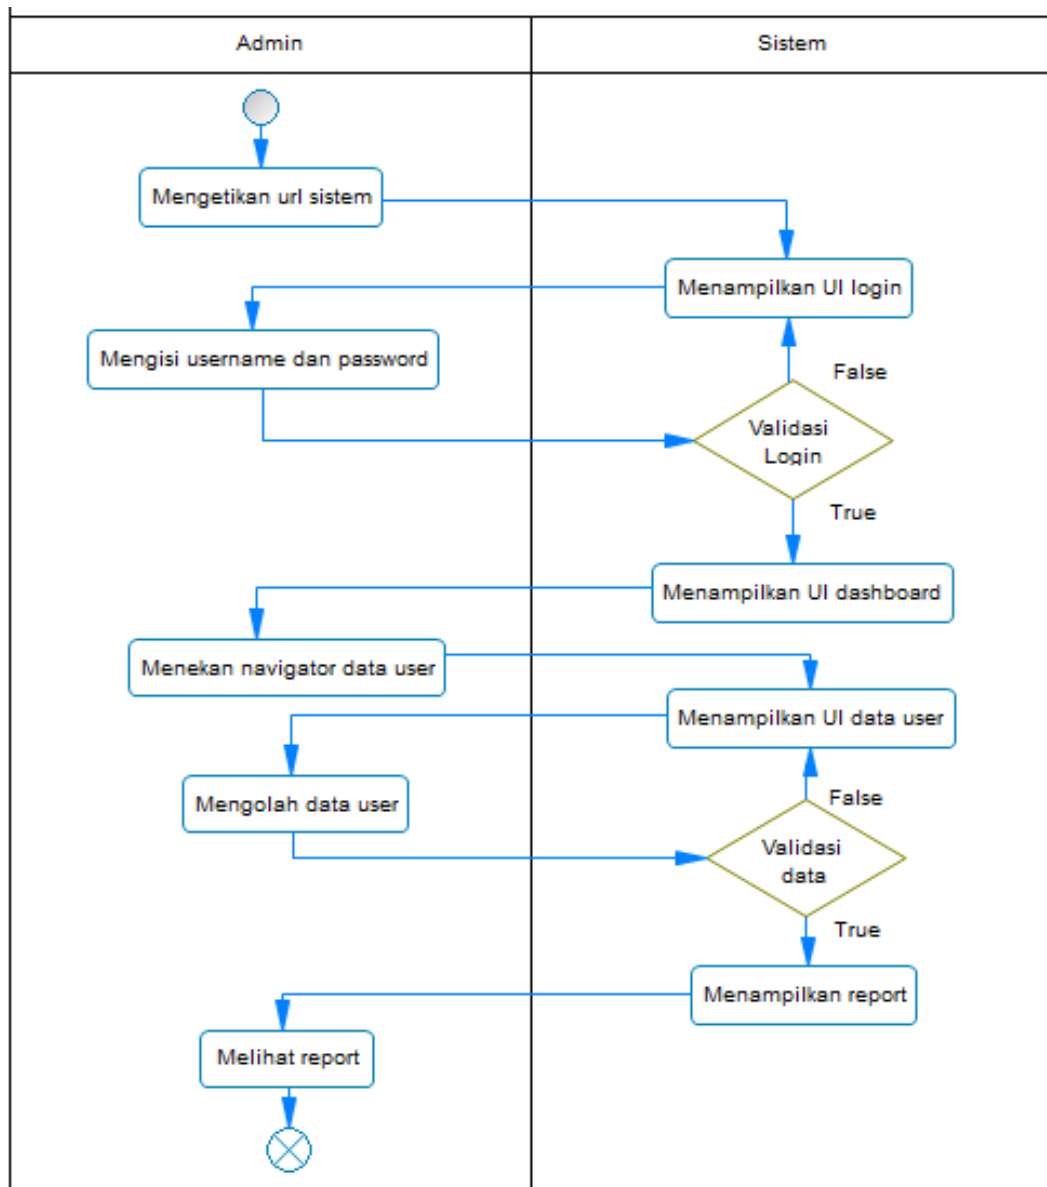 Admin
Sistem
Mengetikan url sistem
Menampilkan UI login
Mengisi username dan password
False
Validasi
Login
True
Menampilkan UI dashboard
Menekan navigator data user
Menampilkan UI data user
Mengolah data user
False
Validasi
data
True
Menampilkan report
Melihat report